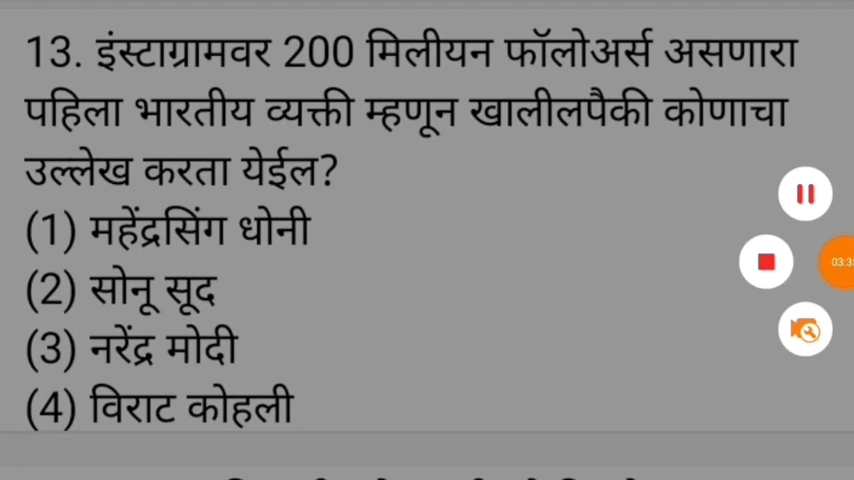 13. इंस्टाग्रामवर 200 मिलीयन फॉलोअर्स असणारा
पहिला भारतीय व्यक्ती म्हणून खालीलपैकी कोणाचा
उल्लेख करता येईल?
(1) महेंद्रसिंग धोनी
(2) सोनू सूद
(3) नरेंद्र मोदी
(4) विराट कोहली